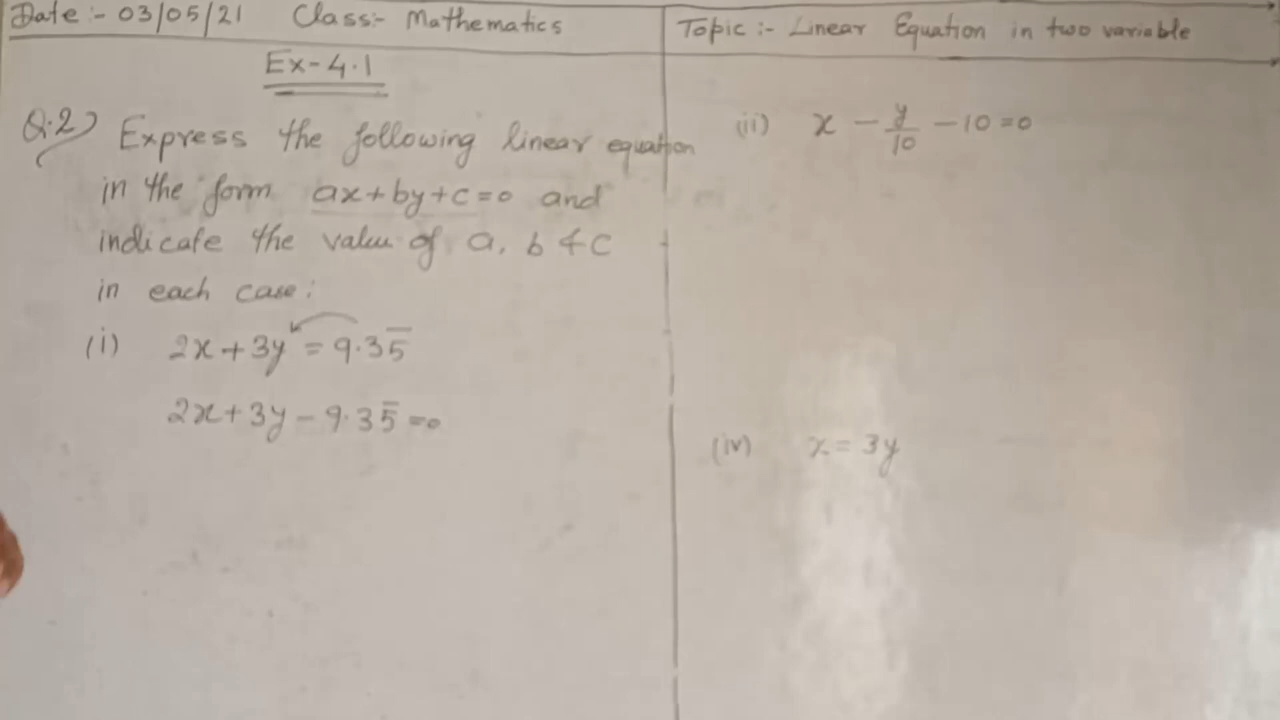 Date :- 03/05/21 Class:- Mathematics
Topic :- Linear Equation in two variable
Ex-4.1
Q.2) Express the following linear equation
in the form ax+by+c=0 and
indicate the value of a, b & c
in each case:
(i) 2x+3y = 9.35̅
2x+3y-9.35̅=0
(ii) x - y/10 - 10 = 0
(iv) x = 3y